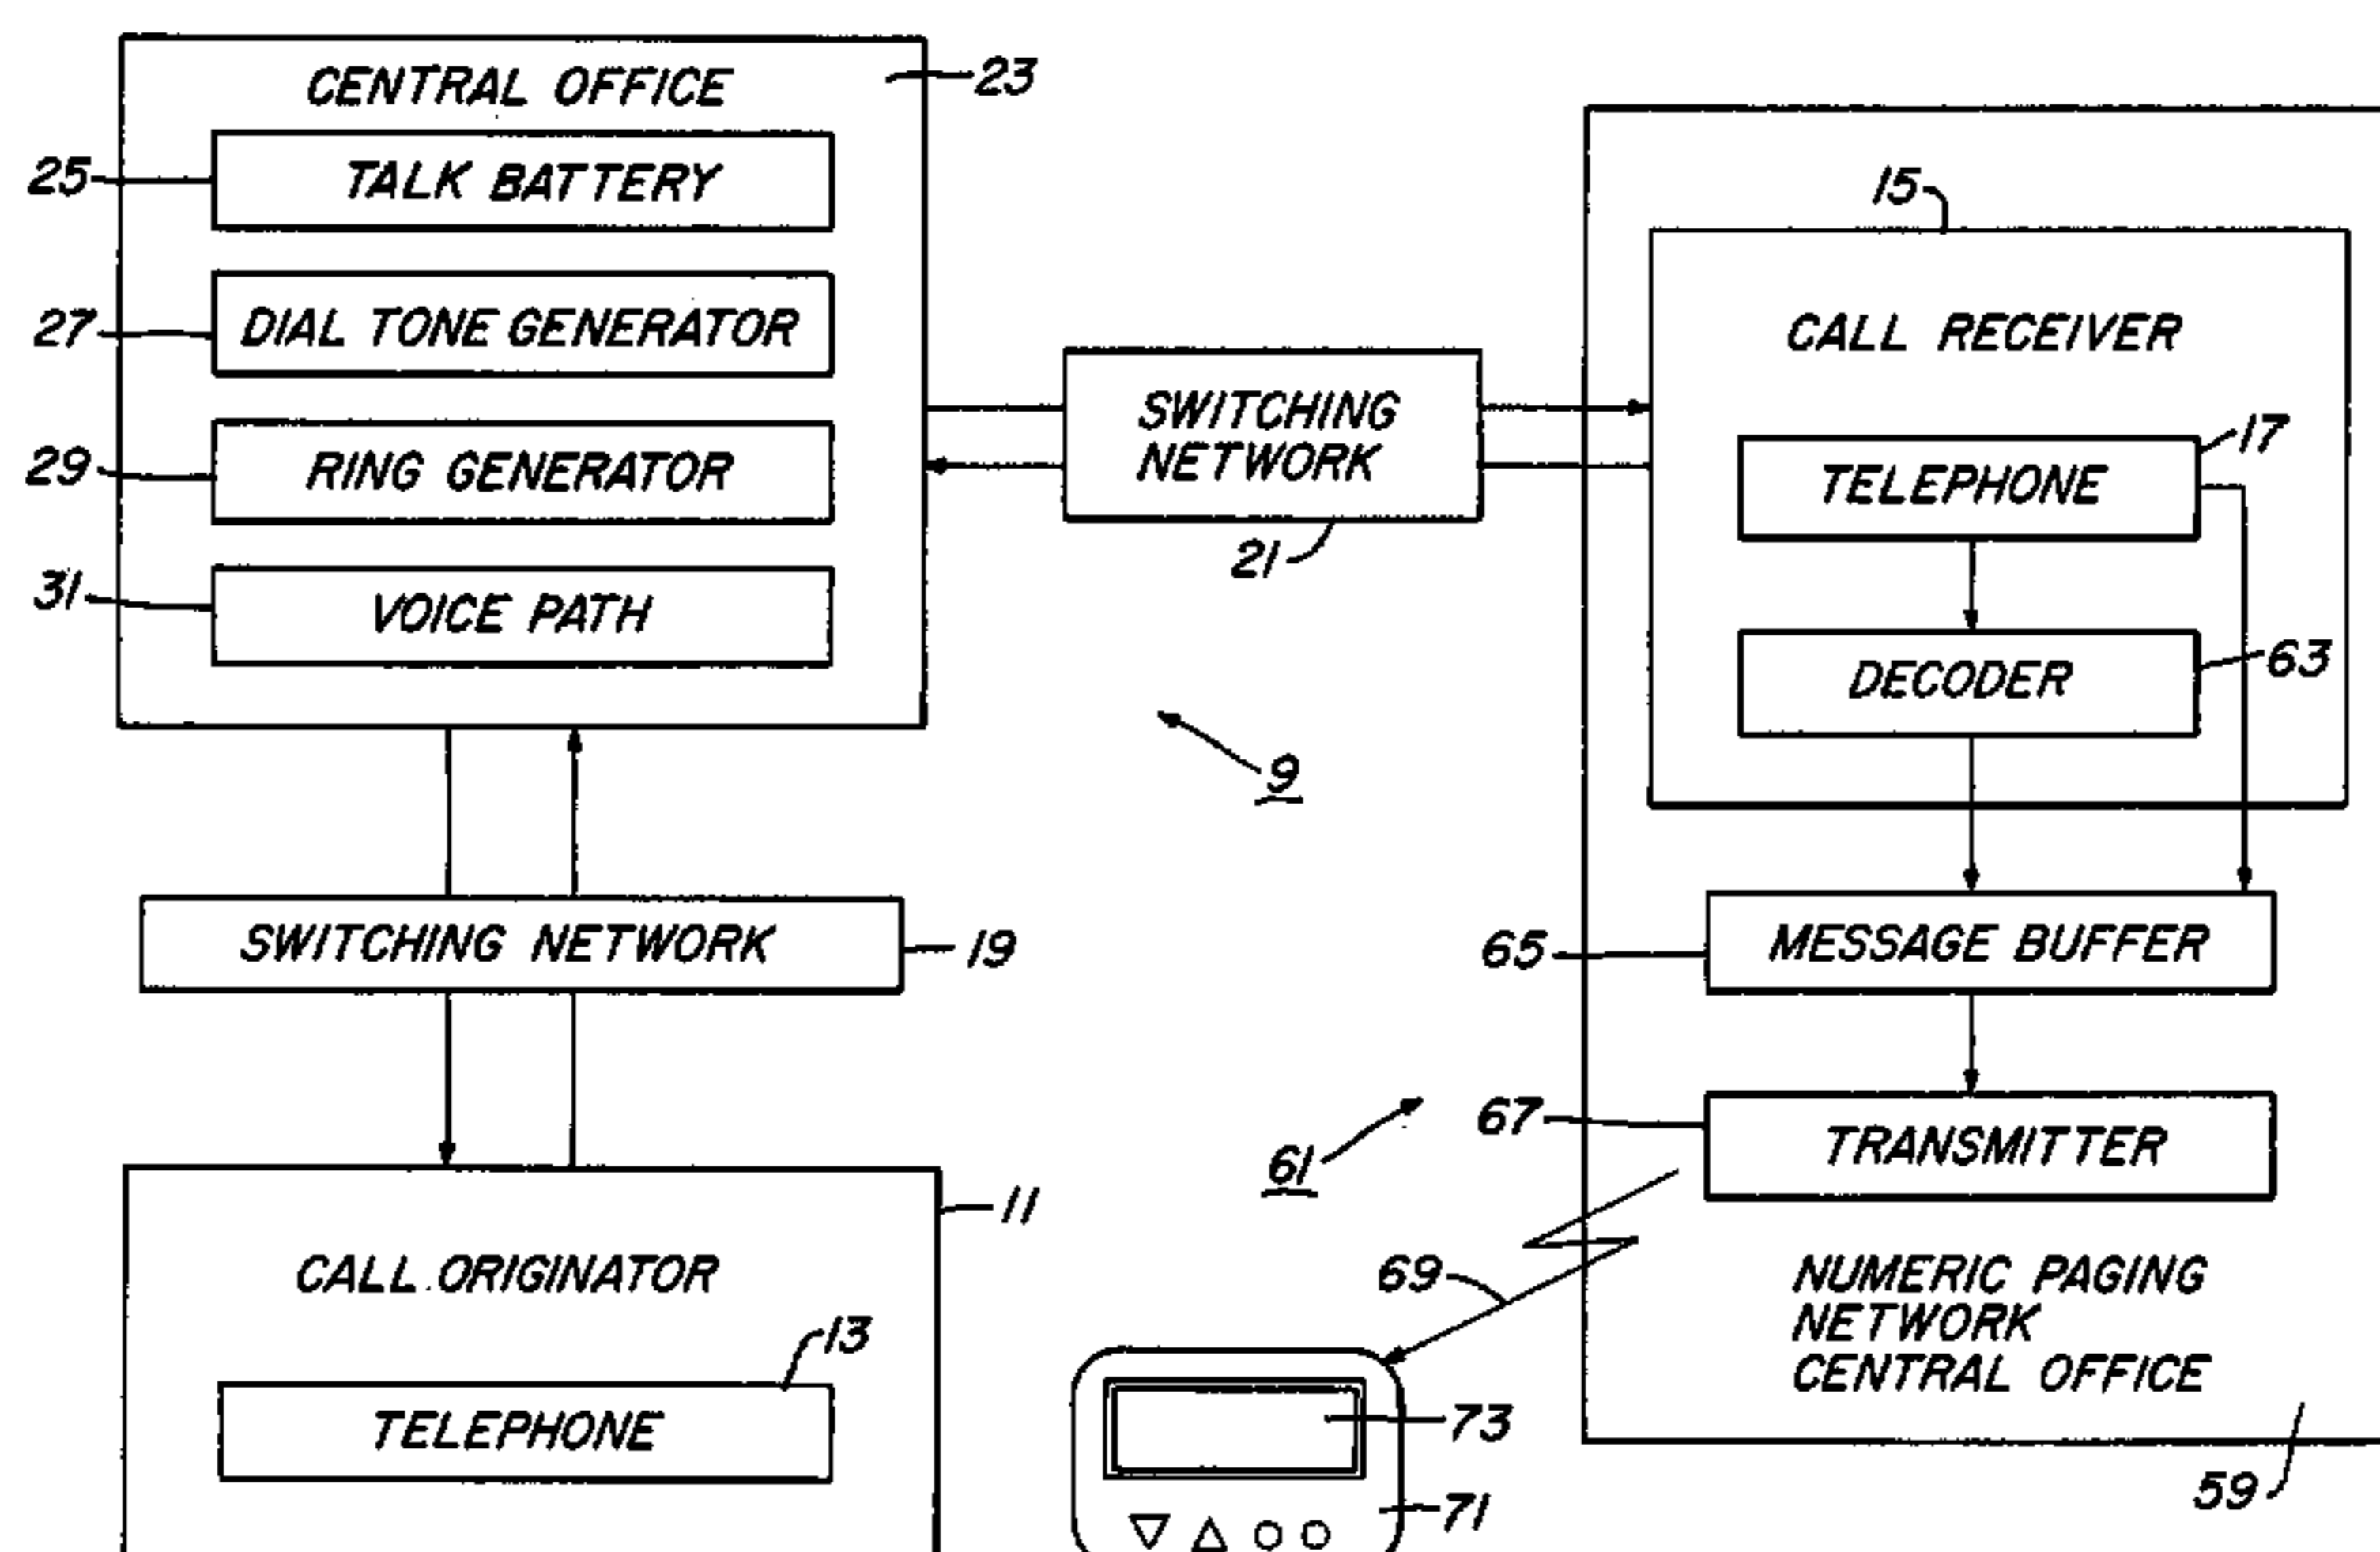 CENTRAL OFFICE
23
25
TALK BATTERY
27
DIAL TONE GENERATOR
29
RING GENERATOR
31
VOICE PATH
SWITCHING
NETWORK
21
15
CALL RECEIVER
17
TELEPHONE
DECODER
63
9
SWITCHING NETWORK
19
65
MESSAGE BUFFER
67
TRANSMITTER
61
69
NUMERIC PAGING
NETWORK
CENTRAL OFFICE
59
11
CALL ORIGINATOR
13
TELEPHONE
73
71